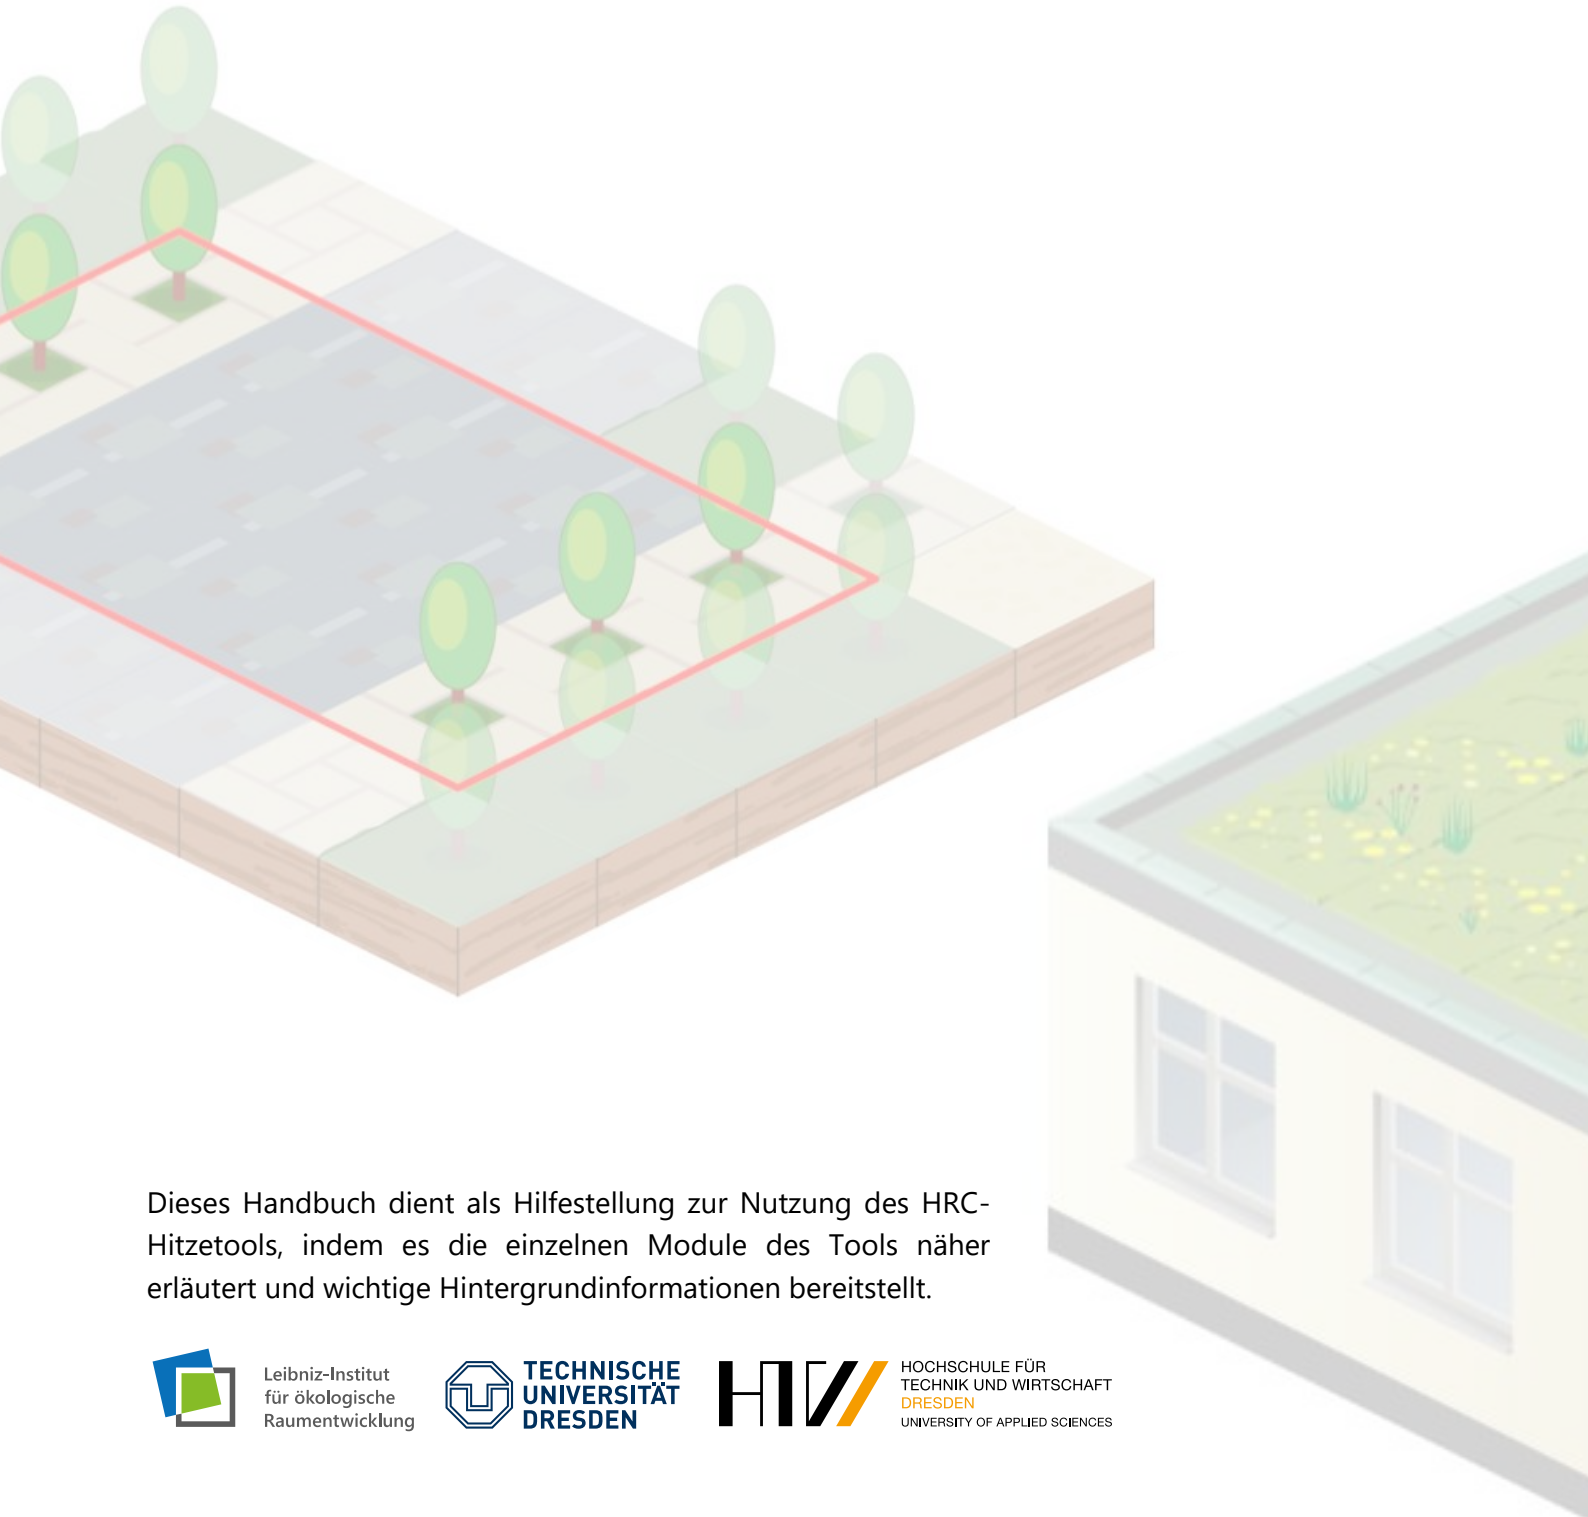 Dieses Handbuch dient als Hilfestellung zur Nutzung des HRC-
Hitzetools, indem es die einzelnen Module des Tools näher
erläutert und wichtige Hintergrundinformationen bereitstellt.
Leibniz-Institut
für ökologische
Raumentwicklung
TECHNISCHE
UNIVERSITÄT
DRESDEN
HTW
HOCHSCHULE FÜR
TECHNIK UND WIRTSCHAFT
DRESDEN
UNIVERSITY OF APPLIED SCIENCES